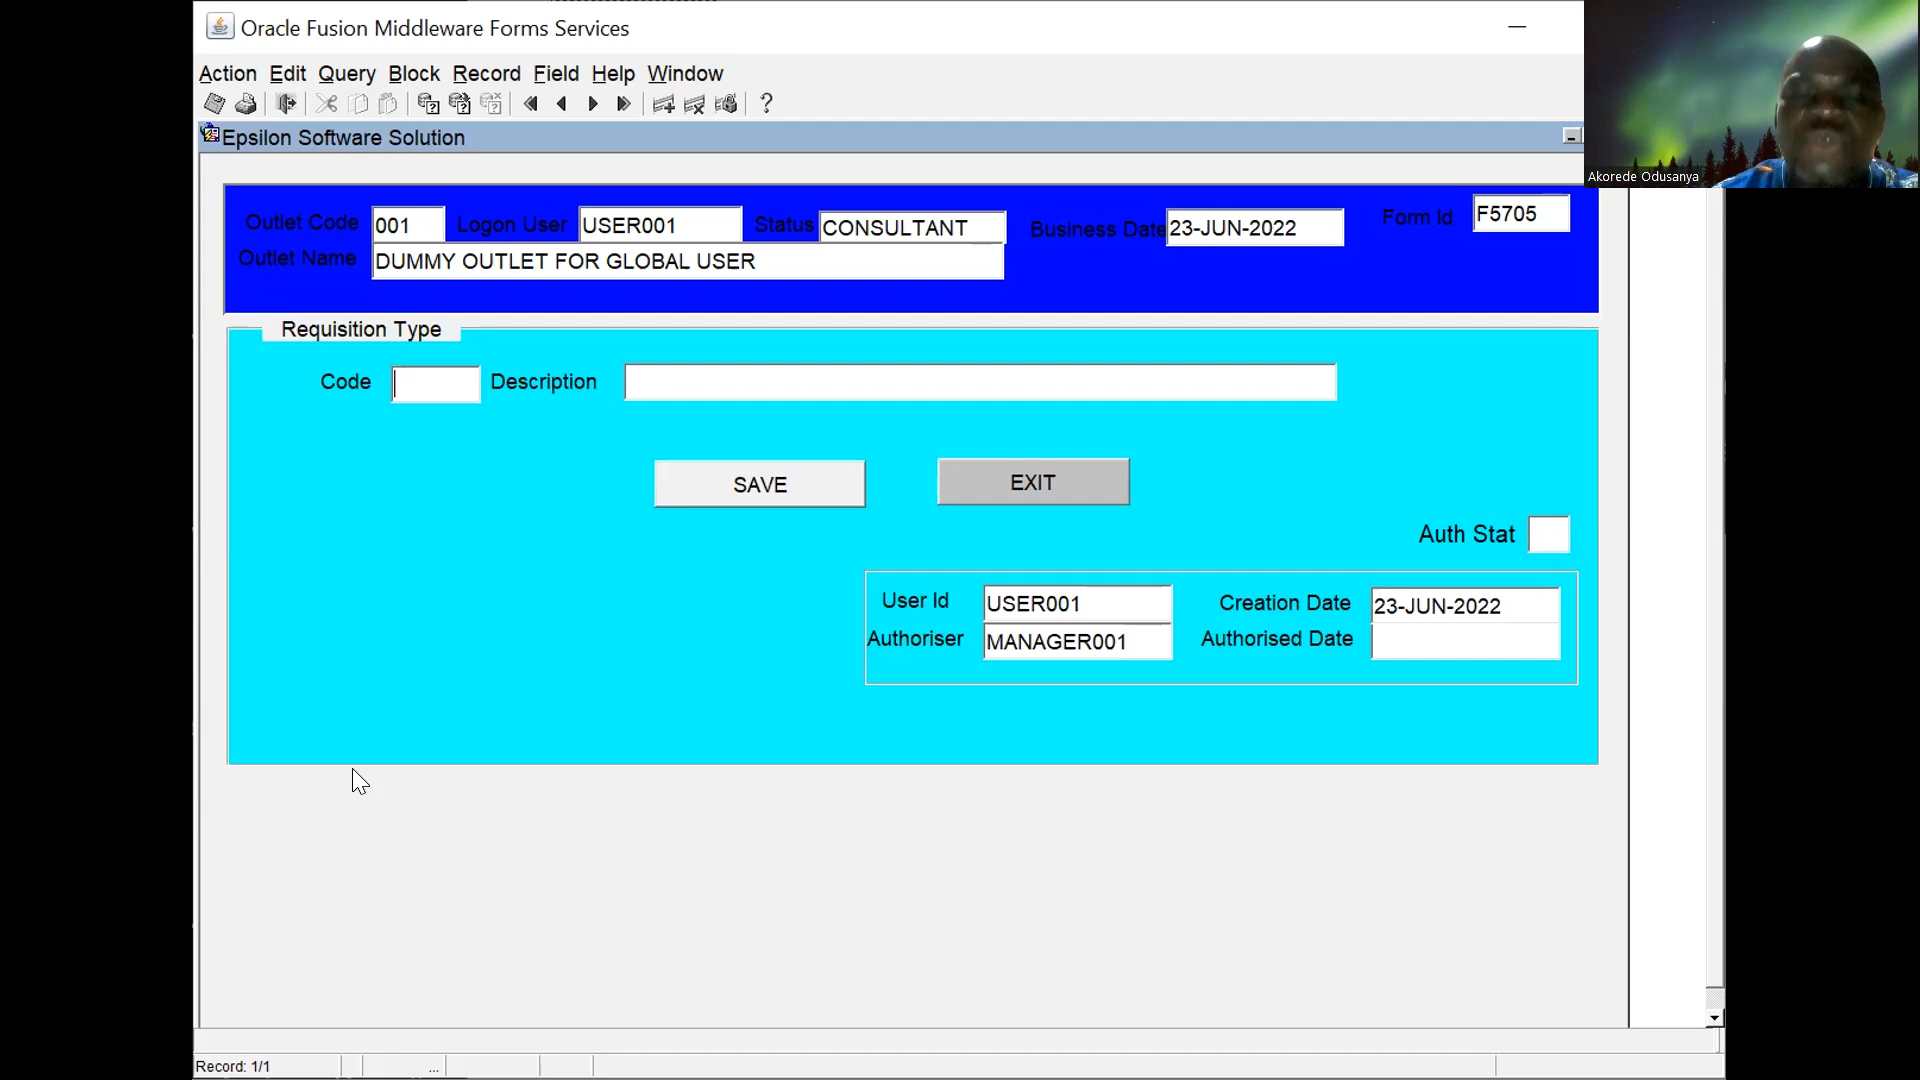 Oracle Fusion Middleware Forms Services
Action Edit Query Block Record Field Help Window
Epsilon Software Solution
Akorede Odusanya
Outlet Code 001 Logon User USER001 Status CONSULTANT Business Date 23-JUN-2022 Form Id F5705
Outlet Name DUMMY OUTLET FOR GLOBAL USER
Requisition Type
Code Description
SAVE EXIT
Auth Stat
User Id USER001 Creation Date 23-JUN-2022
Authoriser MANAGER001 Authorised Date
Record: 1/1 ...